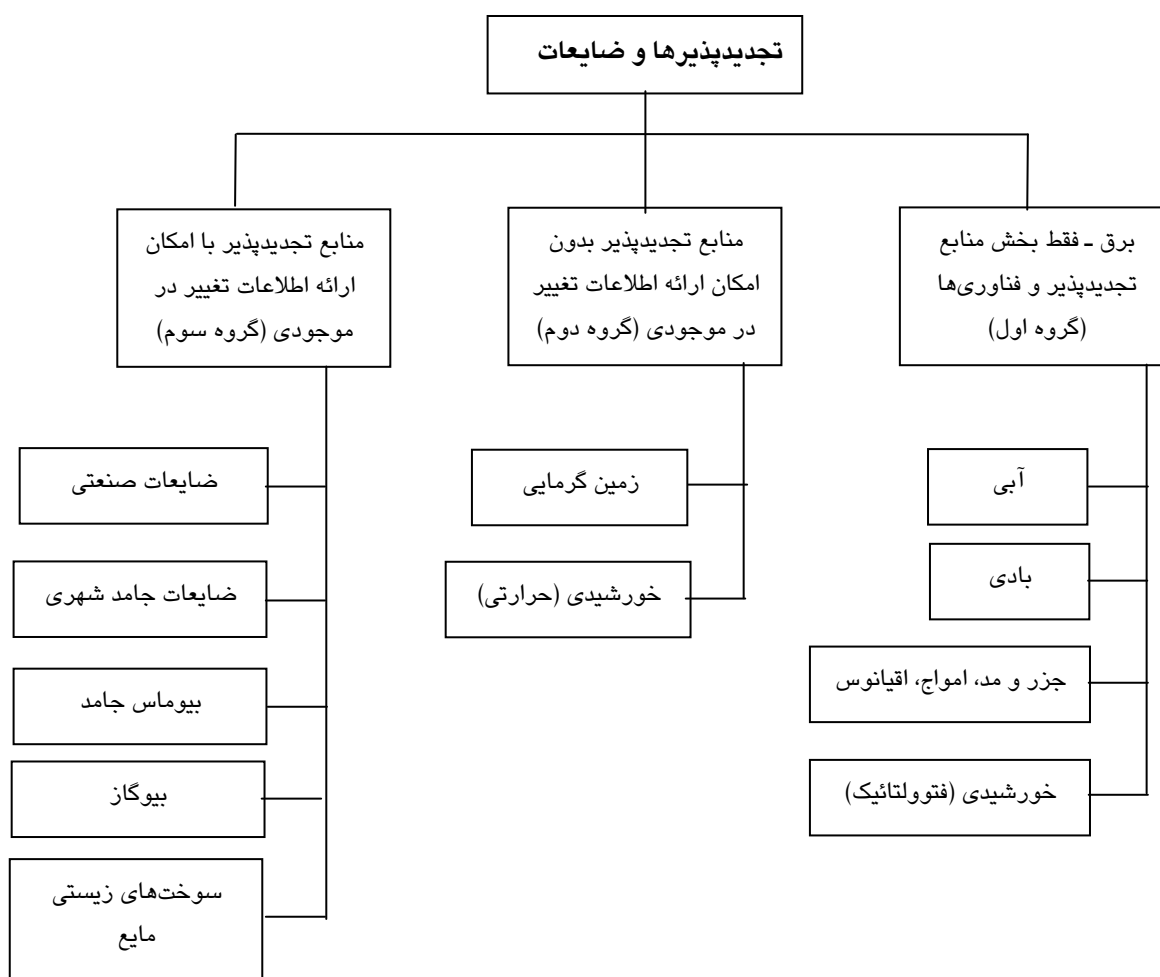 تجدیدپذیرها و ضایعات
برق ـ فقط بخش منابع
تجدیدپذیر و فناوری‌ها
(گروه اول)
آبی
بادی
جزر و مد، امواج، اقیانوس
خورشیدی (فتوولتائیک)
منابع تجدیدپذیر بدون
امکان ارائه اطلاعات تغییر
در موجودی (گروه دوم)
زمین گرمایی
خورشیدی (حرارتی)
منابع تجدیدپذیر با امکان
ارائه اطلاعات تغییر در
موجودی (گروه سوم)
ضایعات صنعتی
ضایعات جامد شهری
بیوماس جامد
بیوگاز
سوخت‌های زیستی
مایع